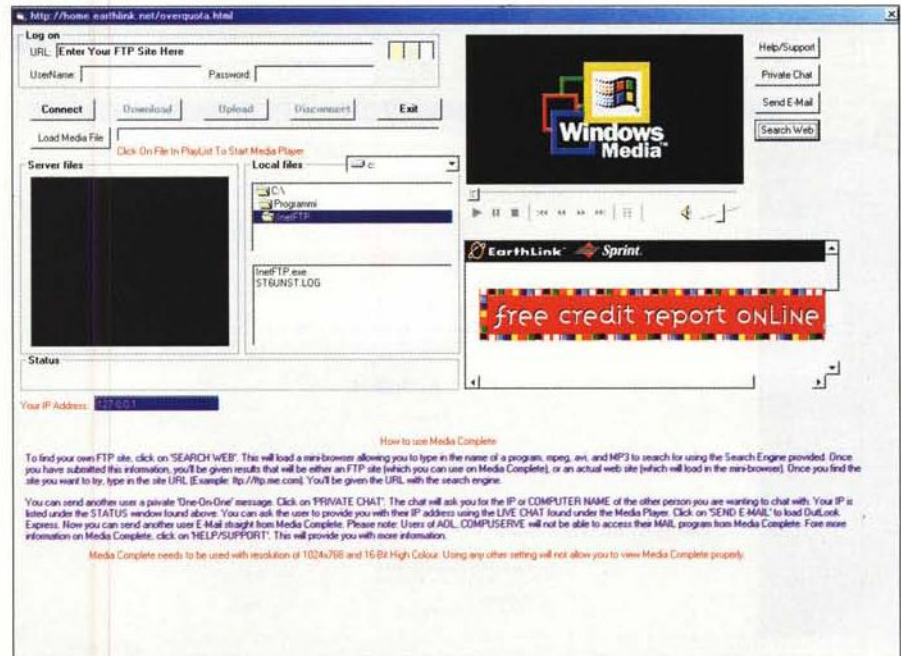 http://home.earthlink.net/overquota.html
Log on
URL: Enter Your FTP Site Here
UserName: Password:
Connect Download Upload Disconnect Exit
Load Media File
Click On File In PlayList To Start Media Player
Server files
Local files
c:
C:\
Programmi
InetFTP
InetFTP.exe
ST6UNST.LOG
Status
Your IP Address: 127.0.0.1
Windows
Media™
Help/Support
Private Chat
Send E-Mail
Search Web
EarthLink™ Sprint.
free credit report onLine
How to use Media Complete
To find your own FTP site, click on 'SEARCH WEB'. This will load a mini-browser allowing you to type in the name of a program, mpeg, avi, and MP3 to search for using the Search Engine provided. Once
you have submitted this information, you'll be given results that will be either an FTP site (which you can use on Media Complete), or an actual web site (which will load in the mini-browser). Once you find the
site you want to try, type in the site URL (Example: ftp://ftp.me.com). You'll be given the URL with the search engine.
You can send another user a private 'One-On-One' message. Click on 'PRIVATE CHAT'. The chat will ask you for the IP or COMPUTER NAME of the other person you are wanting to chat with. Your IP is
listed under the STATUS window found above. You can ask the user to provide you with their IP address using the LIVE CHAT found under the Media Player. Click on 'SEND E-MAIL' to load OutLook
Express. Now you can send another user E-Mail straight from Media Complete. Please note: Users of AOL, COMPUSERVE will not be able to access their MAIL program from Media Complete. Fore more
information on Media Complete, click on 'HELP/SUPPORT'. This will provide you with more information.
Media Complete needs to be used with resolution of 1024x768 and 16-Bit High Colour. Using any other setting will not allow you to view Media Complete properly.